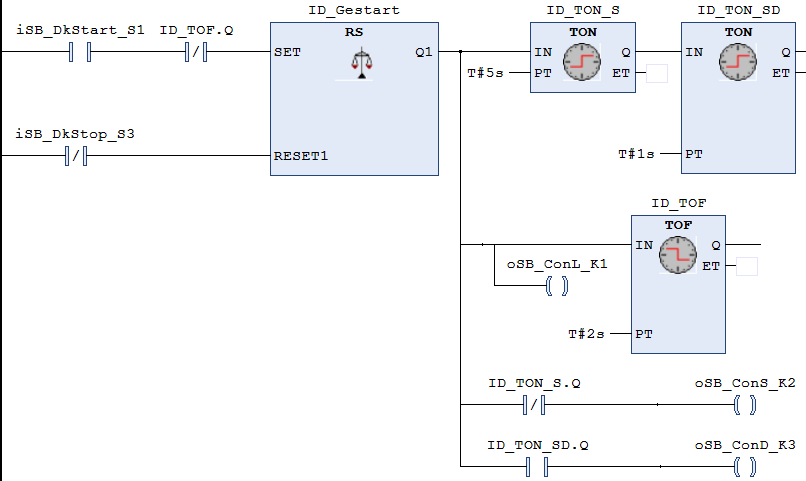 ID_Gestart ID_TON_S ID_TON_SD
iSB_DkStart_S1 ID_TOF.Q RS TON TON
SET Q1 IN Q IN Q
T#5s PT ET ET
iSB_DkStop_S3
RESET1 T#1s PT
ID_TOF
TOF
IN Q
oSB_ConL_K1 ET
T#2s PT
ID_TON_S.Q oSB_ConS_K2
ID_TON_SD.Q oSB_ConD_K3